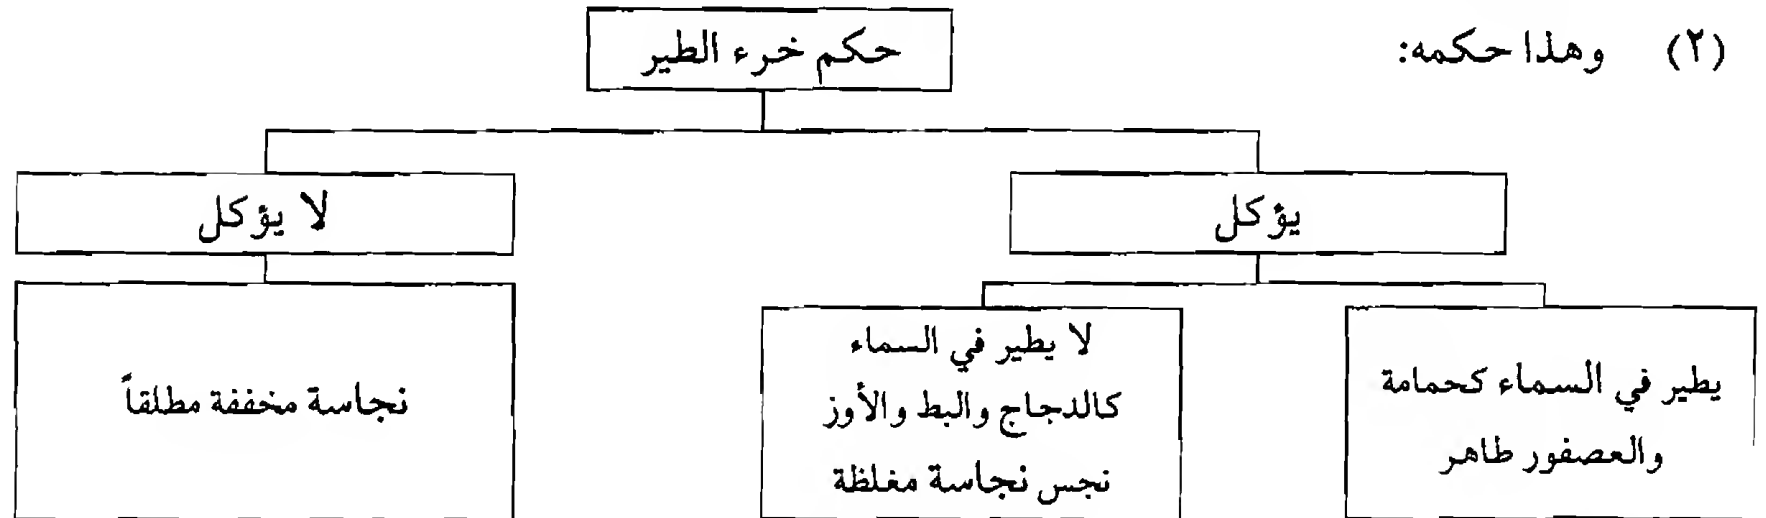 (٢) وهذا حكمه:
حكم خرء الطير
يؤكل
لا يؤكل
يطير في السماء كحمامة
والعصفور طاهر
لا يطير في السماء
كالدجاج والبط والأوز
نجس نجاسة مغلظة
نجاسة مخففة مطلقاً